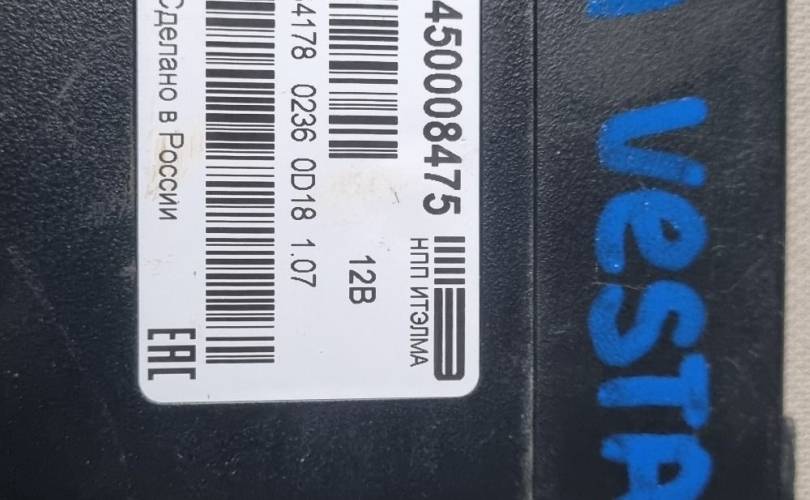 VeSTA
450008475
НПП ИТЭЛМА
12В
4178 0236 0D18 1.07
Сделано в России
EAC